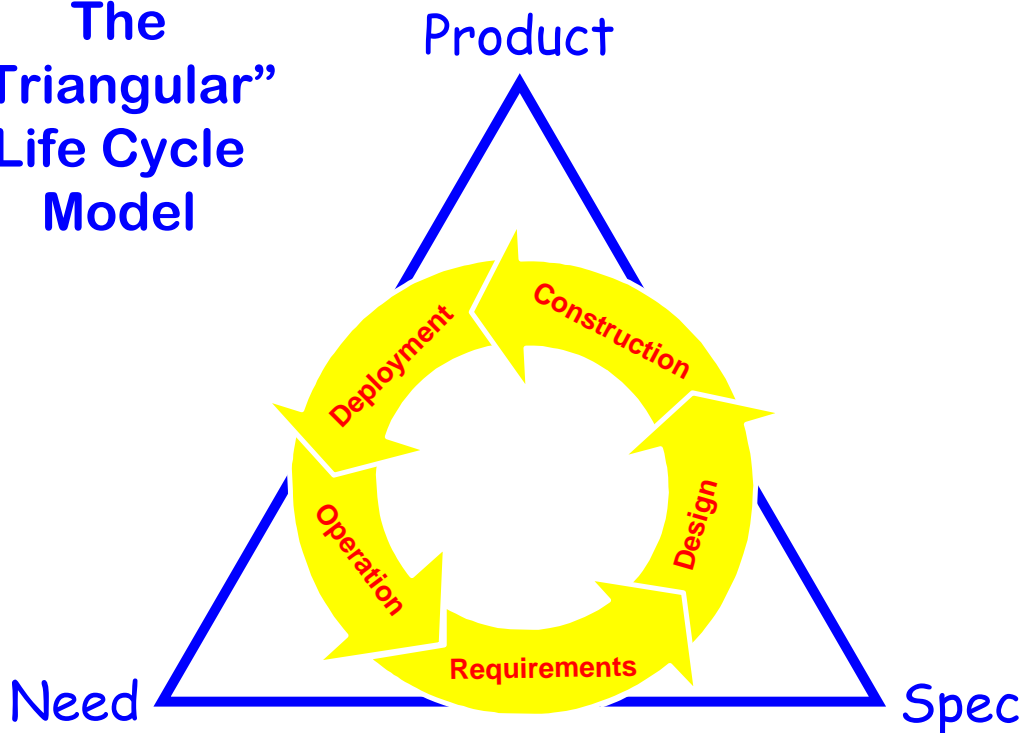 The
Triangular”
Life Cycle
Model
Product
Construction
Deployment
Operation
Design
Requirements
Need
Spec